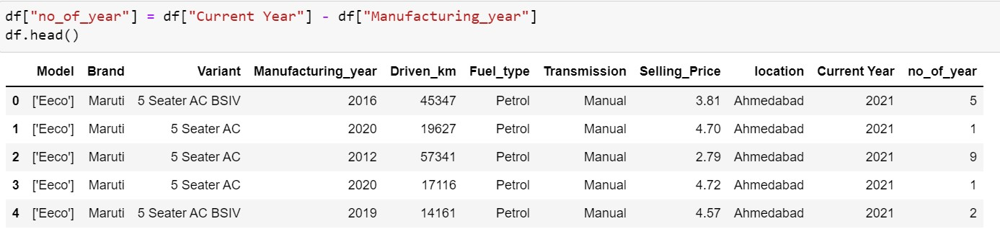 df["no_of_year"] = df["Current Year"] - df["Manufacturing_year"]
df.head()
Model Brand Variant Manufacturing_year Driven_km Fuel_type Transmission Selling_Price location Current Year no_of_year
0 ['Eeco'] Maruti 5 Seater AC BSIV 2016 45347 Petrol Manual 3.81 Ahmedabad 2021 5
1 ['Eeco'] Maruti 5 Seater AC 2020 19627 Petrol Manual 4.70 Ahmedabad 2021 1
2 ['Eeco'] Maruti 5 Seater AC 2012 57341 Petrol Manual 2.79 Ahmedabad 2021 9
3 ['Eeco'] Maruti 5 Seater AC 2020 17116 Petrol Manual 4.72 Ahmedabad 2021 1
4 ['Eeco'] Maruti 5 Seater AC BSIV 2019 14161 Petrol Manual 4.57 Ahmedabad 2021 2